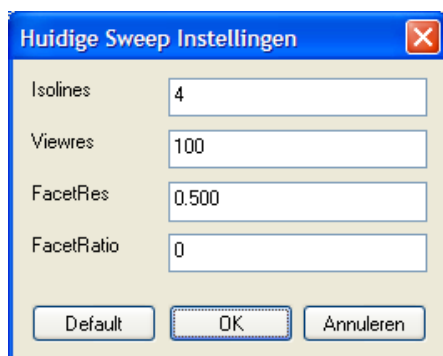 Huidige Sweep Instellingen
Isolines 4
Viewres 100
FacetRes 0.500
FacetRatio 0
Default OK Annuleren